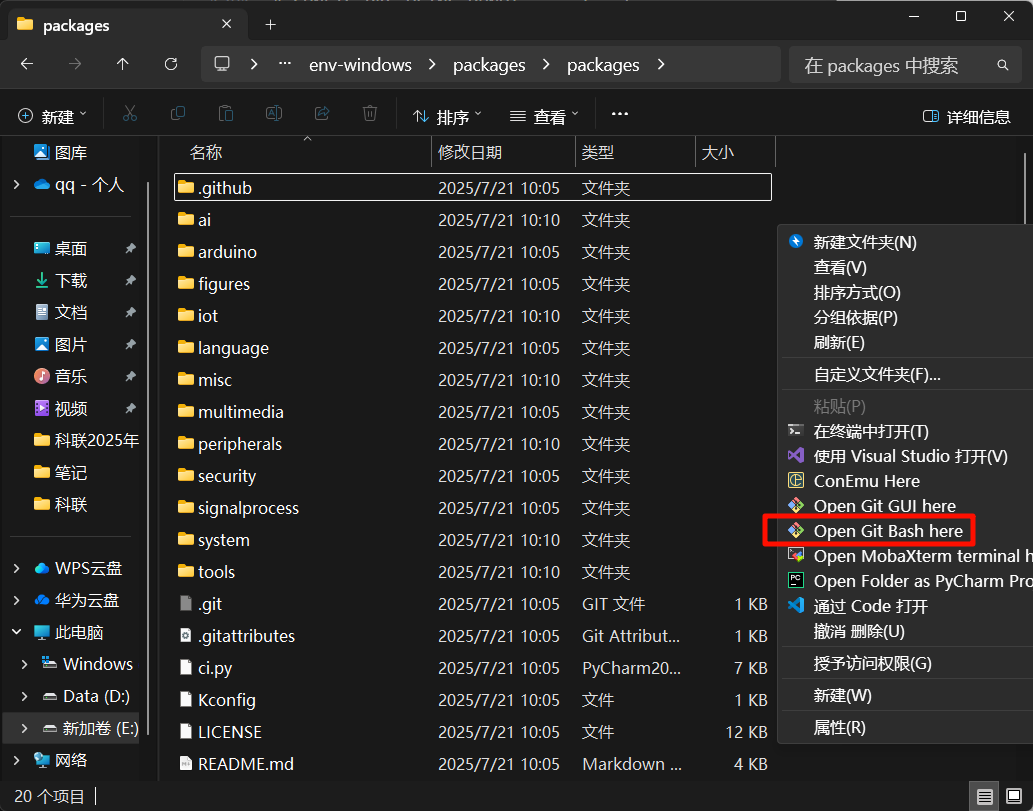 packages
env-windows packages packages
在 packages 中搜索
新建
排序
查看
详细信息
图库
qq - 个人
桌面
下载
文档
图片
音乐
视频
科联2025年
笔记
科联
WPS云盘
华为云盘
此电脑
Windows
Data (D:)
新加卷 (E:)
网络
名称 修改日期 类型 大小
.github 2025/7/21 10:05 文件夹
ai 2025/7/21 10:10 文件夹
arduino 2025/7/21 10:05 文件夹
figures 2025/7/21 10:05 文件夹
iot 2025/7/21 10:10 文件夹
language 2025/7/21 10:05 文件夹
misc 2025/7/21 10:10 文件夹
multimedia 2025/7/21 10:10 文件夹
peripherals 2025/7/21 10:10 文件夹
security 2025/7/21 10:05 文件夹
signalprocess 2025/7/21 10:05 文件夹
system 2025/7/21 10:10 文件夹
tools 2025/7/21 10:10 文件夹
.git 2025/7/21 10:05 GIT 文件 1 KB
.gitattributes 2025/7/21 10:05 Git Attribut... 1 KB
ci.py 2025/7/21 10:05 PyCharm20... 7 KB
Kconfig 2025/7/21 10:05 文件 1 KB
LICENSE 2025/7/21 10:05 文件 12 KB
README.md 2025/7/21 10:05 Markdown ... 4 KB
新建文件夹(N)
查看(V)
排序方式(O)
分组依据(P)
刷新(E)
自定义文件夹(F)...
粘贴(P)
在终端中打开(T)
使用 Visual Studio 打开(V)
ConEmu Here
Open Git GUI here
Open Git Bash here
Open MobaXterm terminal h
Open Folder as PyCharm Pro
通过 Code 打开
撤消 删除(U)
授予访问权限(G)
新建(W)
属性(R)
20 个项目